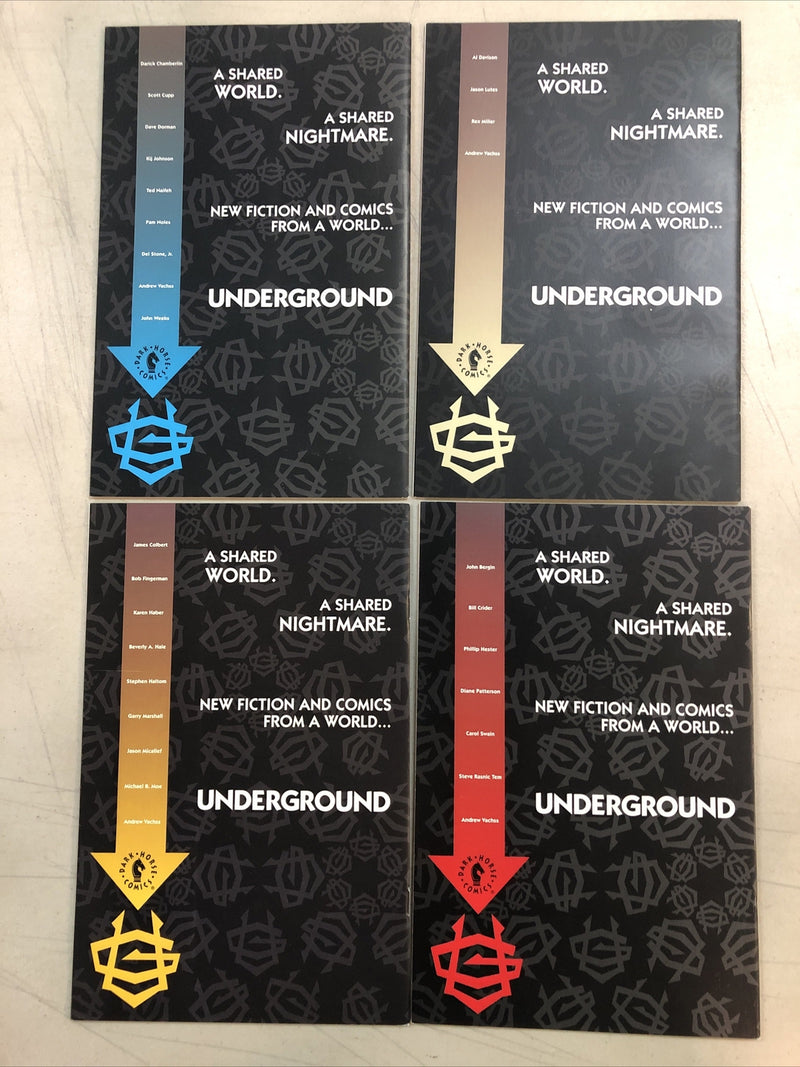 Darick Chamberlin
Scott Cupp
Dave Dorman
Kij Johnson
Ted Naifeh
Pam Noles
Del Stone, Jr.
Andrew Vachss
John Weeks
DARK HORSE COMICS
®
A SHARED
WORLD.
A SHARED
NIGHTMARE.
NEW FICTION AND COMICS
FROM A WORLD...
UNDERGROUND
Al Davison
Jason Lutes
Rex Miller
Andrew Vachss
DARK HORSE COMICS
®
A SHARED
WORLD.
A SHARED
NIGHTMARE.
NEW FICTION AND COMICS
FROM A WORLD...
UNDERGROUND
James Colbert
Bob Fingerman
Karen Haber
Beverly A. Hale
Stephen Haltom
Garry Marshall
Jason Micallef
Michael B. Moe
Andrew Vachss
DARK HORSE COMICS
®
A SHARED
WORLD.
A SHARED
NIGHTMARE.
NEW FICTION AND COMICS
FROM A WORLD...
UNDERGROUND
John Bergin
Bill Crider
Phillip Hester
Diane Patterson
Carol Swain
Steve Rasnic Tem
Andrew Vachss
DARK HORSE COMICS
®
A SHARED
WORLD.
A SHARED
NIGHTMARE.
NEW FICTION AND COMICS
FROM A WORLD...
UNDERGROUND